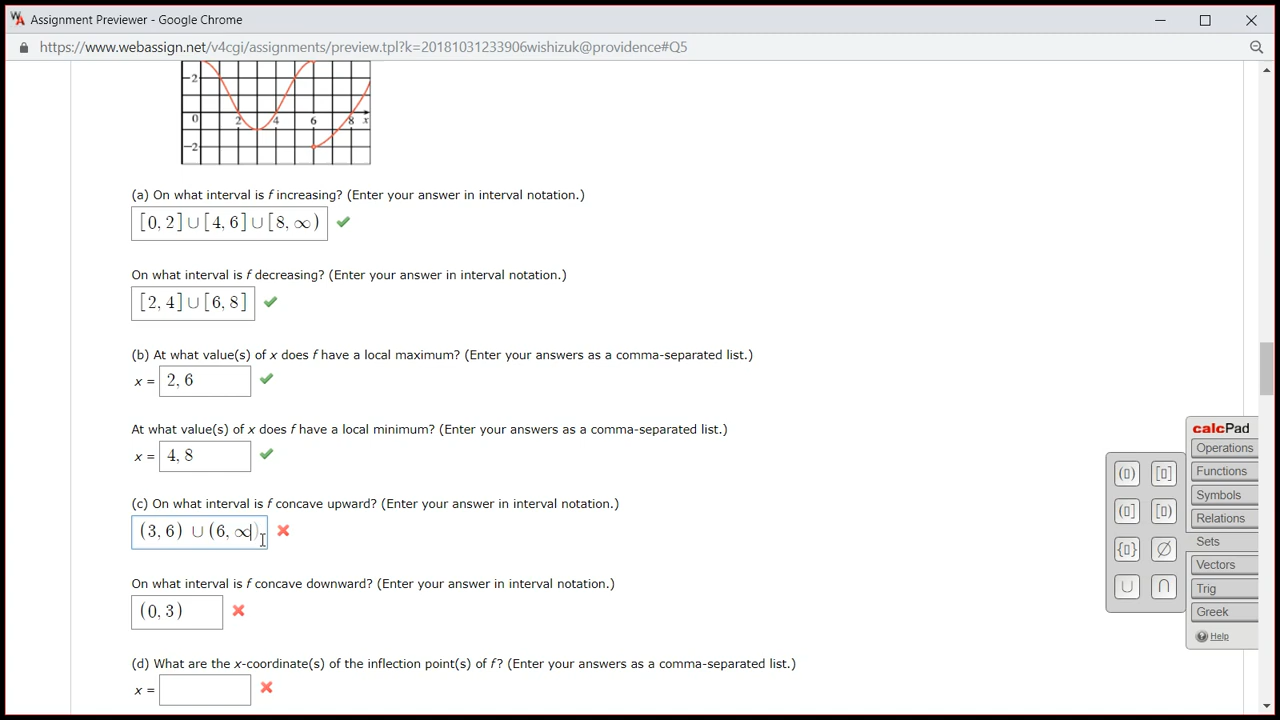 Assignment Previewer - Google Chrome
https://www.webassign.net/v4cgi/assignments/preview.tpl?k=20181031233906wishizuk@providence#Q5
2
0 2 4 6 8 x
−2
(a) On what interval is f increasing? (Enter your answer in interval notation.)
[0, 2]∪[4, 6]∪[8, ∞)
On what interval is f decreasing? (Enter your answer in interval notation.)
[2, 4]∪[6, 8]
(b) At what value(s) of x does f have a local maximum? (Enter your answers as a comma-separated list.)
x = 2, 6
At what value(s) of x does f have a local minimum? (Enter your answers as a comma-separated list.)
x = 4, 8
(c) On what interval is f concave upward? (Enter your answer in interval notation.)
(3, 6) ∪(6, ∞)
On what interval is f concave downward? (Enter your answer in interval notation.)
(0, 3)
(d) What are the x-coordinate(s) of the inflection point(s) of f? (Enter your answers as a comma-separated list.)
x =
calcPad
Operations
Functions
Symbols
Relations
Sets
Vectors
Trig
Greek
Help
(▯) [▯]
(▯] [▯)
{▯} ∅
∪ ∩